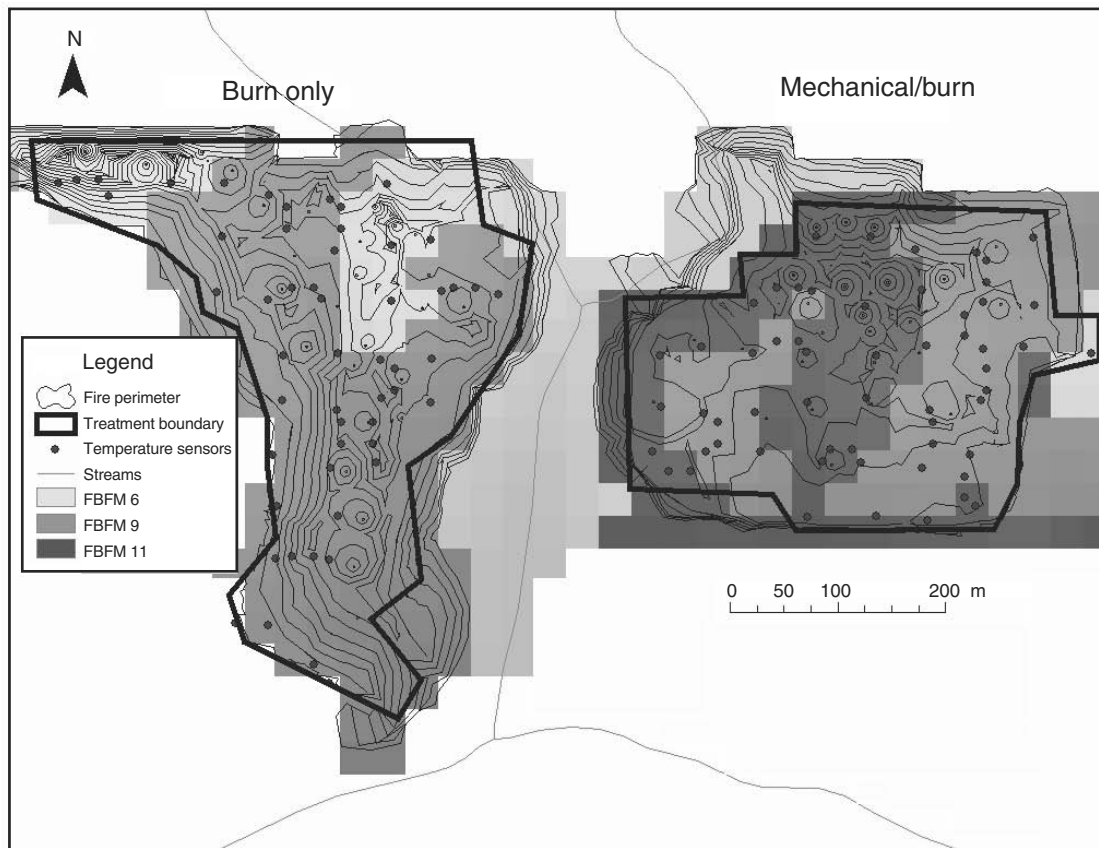 N
Burn only
Mechanical/burn
Legend
Fire perimeter
Treatment boundary
Temperature sensors
Streams
FBFM 6
FBFM 9
FBFM 11
0 50 100 200 m